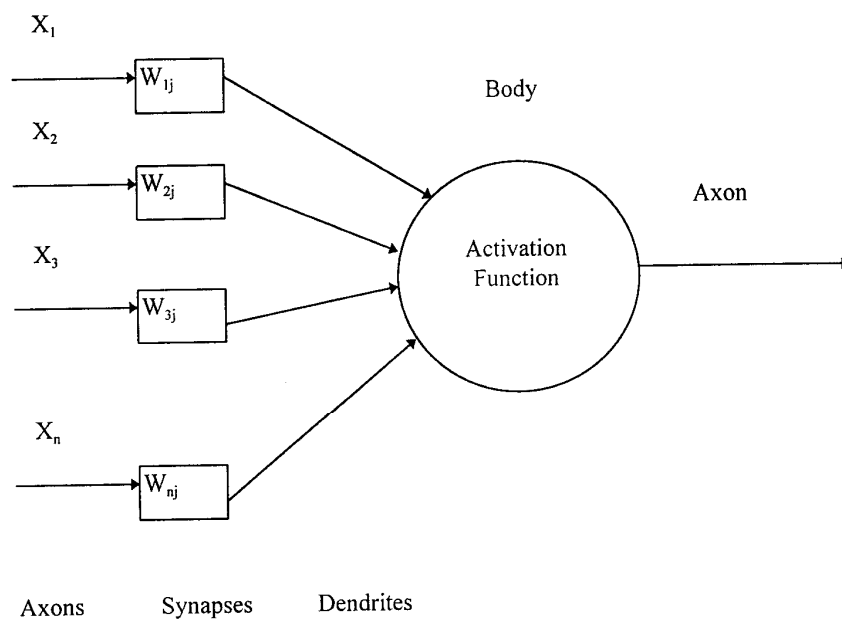 X₁
W₁ⱼ
Body
X₂
W₂ⱼ
Axon
X₃
Activation
Function
W₃ⱼ
Xₙ
Wₙⱼ
Axons Synapses Dendrites